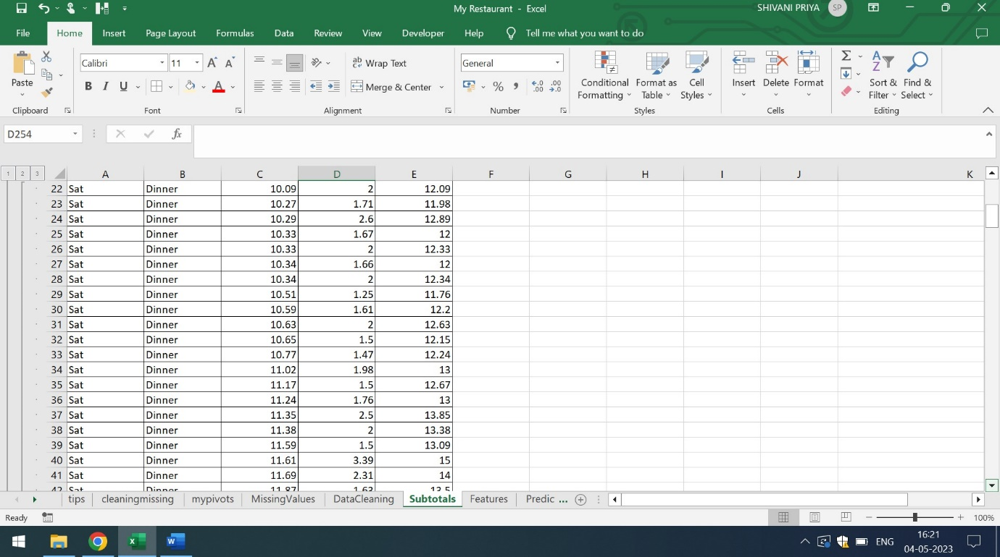 My Restaurant - Excel
SHIVANI PRIYA SP
File Home Insert Page Layout Formulas Data Review View Developer Help Tell me what you want to do
Calibri 11 A A ab Wrap Text General
Paste B I U A Merge & Center % , Conditional Formatting Format as Table Cell Styles Insert Delete Format Σ Sort & Filter Find & Select
Clipboard Font Alignment Number Styles Cells Editing
D254 fx
1 2 3 A B C D E F G H I J K
22 Sat Dinner 10.09 2 12.09
23 Sat Dinner 10.27 1.71 11.98
24 Sat Dinner 10.29 2.6 12.89
25 Sat Dinner 10.33 1.67 12
26 Sat Dinner 10.33 2 12.33
27 Sat Dinner 10.34 1.66 12
28 Sat Dinner 10.34 2 12.34
29 Sat Dinner 10.51 1.25 11.76
30 Sat Dinner 10.59 1.61 12.2
31 Sat Dinner 10.63 2 12.63
32 Sat Dinner 10.65 1.5 12.15
33 Sat Dinner 10.77 1.47 12.24
34 Sat Dinner 11.02 1.98 13
35 Sat Dinner 11.17 1.5 12.67
36 Sat Dinner 11.24 1.76 13
37 Sat Dinner 11.35 2.5 13.85
38 Sat Dinner 11.38 2 13.38
39 Sat Dinner 11.59 1.5 13.09
40 Sat Dinner 11.61 3.39 15
41 Sat Dinner 11.69 2.31 14
42 Sat Dinner 11.87 1.63 13.5
tips cleaningmissing mypivots MissingValues DataCleaning Subtotals Features Predic ...
Ready 100%
ENG 16:21
04-05-2023